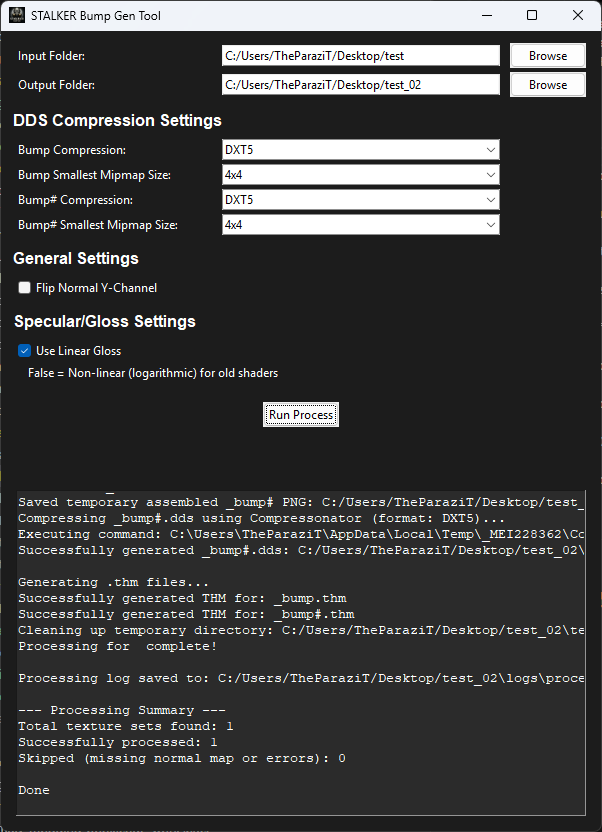 STALKER Bump Gen Tool
Input Folder: C:/Users/TheParaziT/Desktop/test Browse
Output Folder: C:/Users/TheParaziT/Desktop/test_02 Browse
DDS Compression Settings
Bump Compression: DXT5
Bump Smallest Mipmap Size: 4x4
Bump# Compression: DXT5
Bump# Smallest Mipmap Size: 4x4
General Settings
Flip Normal Y-Channel
Specular/Gloss Settings
Use Linear Gloss
False = Non-linear (logarithmic) for old shaders
Run Process
Saved temporary assembled _bump# PNG: C:/Users/TheParaziT/Desktop/test_
Compressing _bump#.dds using Compressonator (format: DXT5)...
Executing command: C:\Users\TheParaziT\AppData\Local\Temp\_MEI228362\Co
Successfully generated _bump#.dds: C:/Users/TheParaziT/Desktop/test_02\
Generating .thm files...
Successfully generated THM for: _bump.thm
Successfully generated THM for: _bump#.thm
Cleaning up temporary directory: C:/Users/TheParaziT/Desktop/test_02\te
Processing for  complete!
Processing log saved to: C:/Users/TheParaziT/Desktop/test_02\logs\proce
--- Processing Summary ---
Total texture sets found: 1
Successfully processed: 1
Skipped (missing normal map or errors): 0
Done